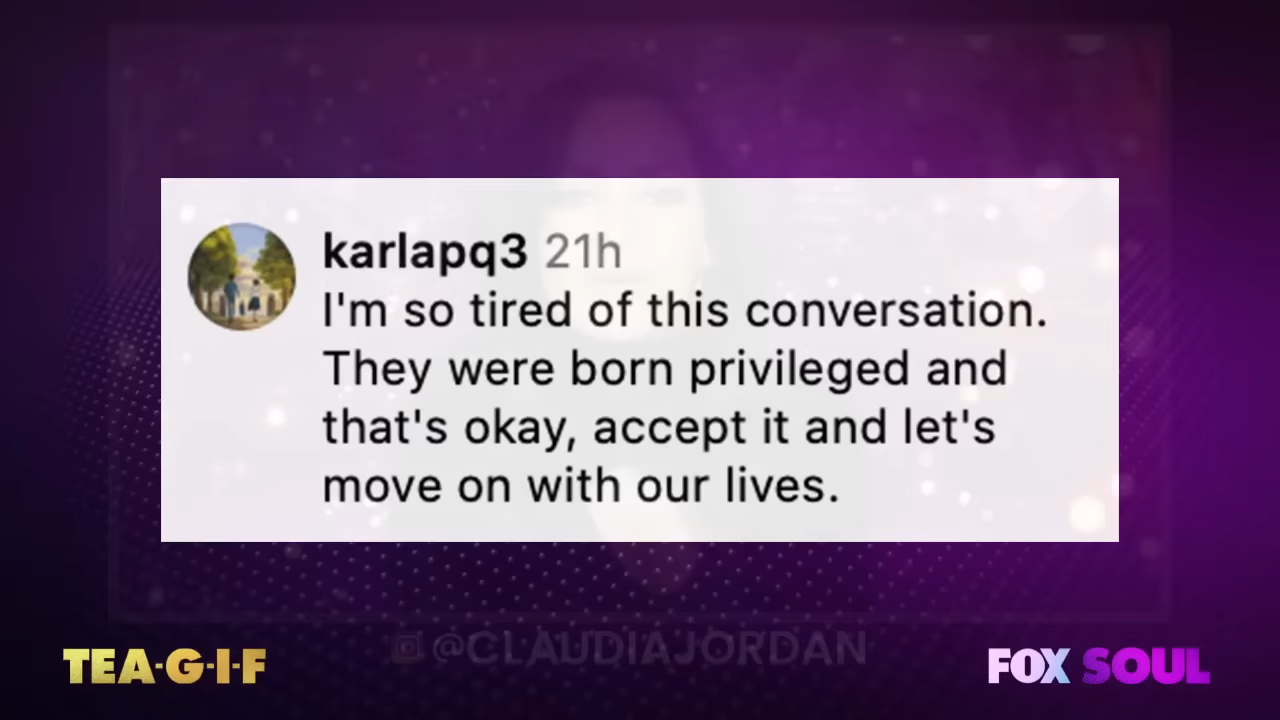 karlapq3 21h
I'm so tired of this conversation.
They were born privileged and
that's okay, accept it and let's
move on with our lives.
@CLAUDIAJORDAN
TEA-G-I-F
FOX SOUL